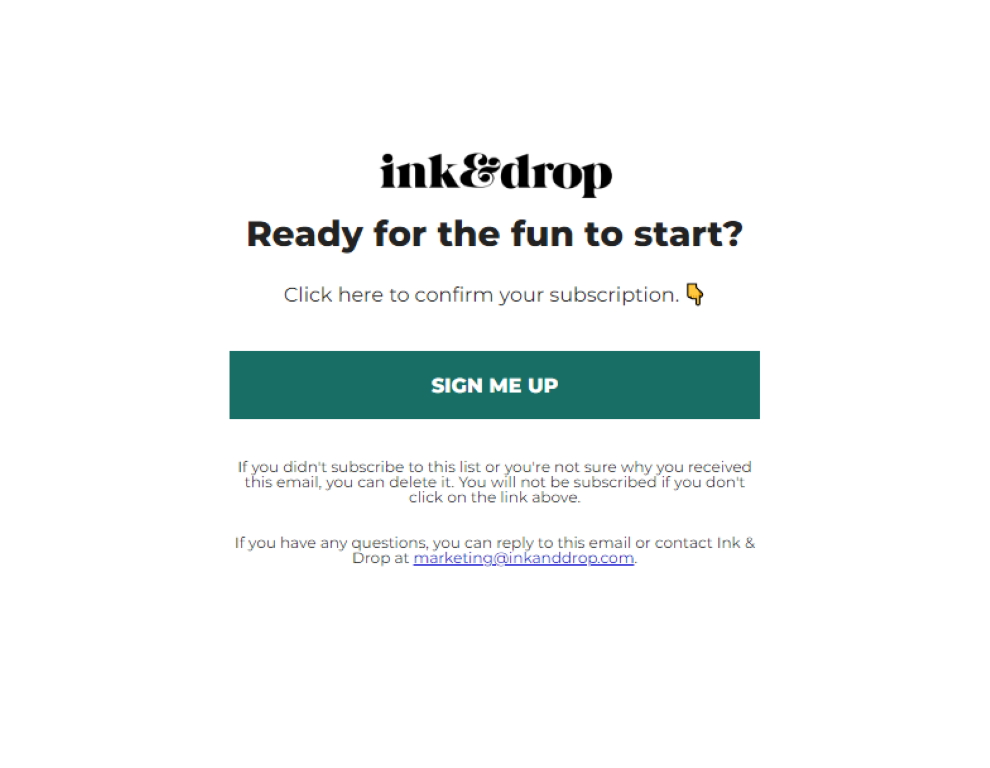 ink&drop
Ready for the fun to start?
Click here to confirm your subscription. 👇
SIGN ME UP
If you didn't subscribe to this list or you're not sure why you received
this email, you can delete it. You will not be subscribed if you don't
click on the link above.
If you have any questions, you can reply to this email or contact Ink &
Drop at marketing@inkanddrop.com.